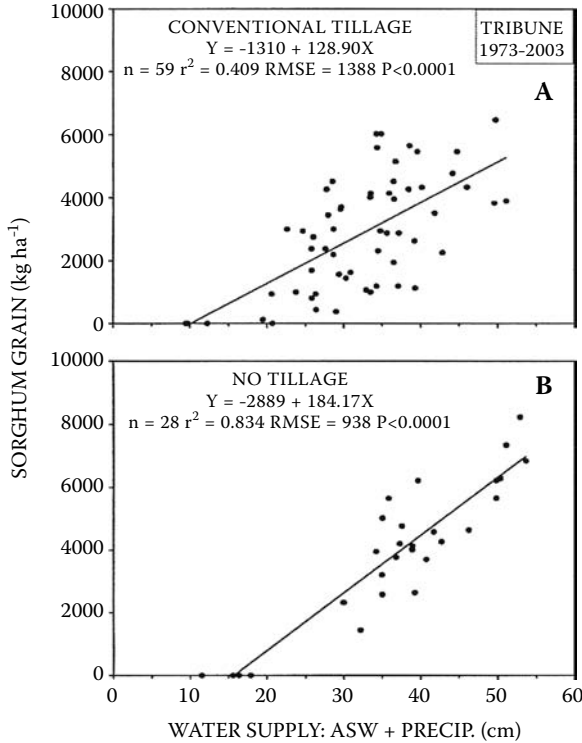 10000
CONVENTIONAL TILLAGE
Y = -1310 + 128.90X
n = 59 r² = 0.409 RMSE = 1388 P<0.0001
TRIBUNE
1973-2003
A
8000
6000
4000
2000
0
10000
NO TILLAGE
Y = -2889 + 184.17X
n = 28 r² = 0.834 RMSE = 938 P<0.0001
B
8000
6000
4000
2000
0
SORGHUM GRAIN (kg ha⁻¹)
0 10 20 30 40 50 60
WATER SUPPLY: ASW + PRECIP. (cm)